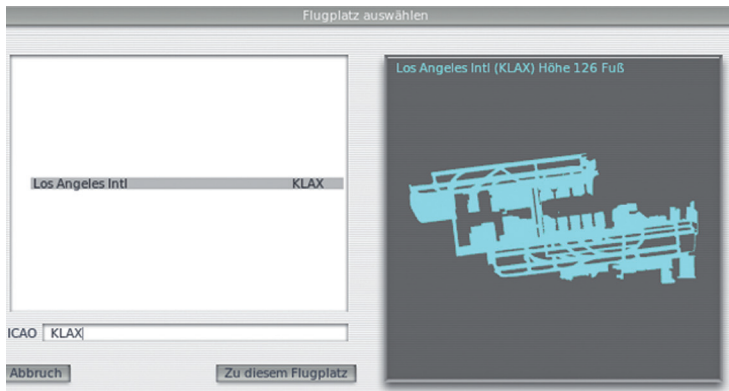 Flugplatz auswählen
Los Angeles Intl KLAX
ICAO KLAX
Abbruch Zu diesem Flugplatz
Los Angeles Intl (KLAX) Höhe 126 Fuß